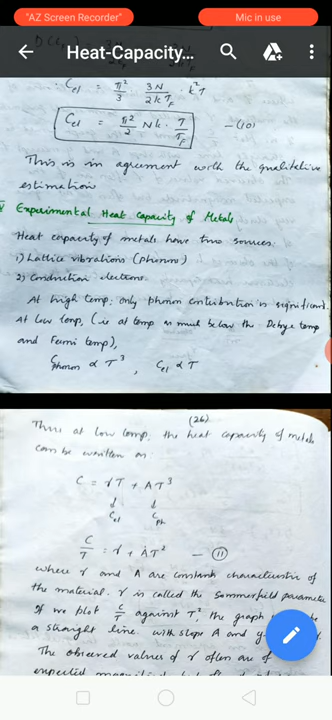 "AZ Screen Recorder"
Mic in use
Heat-Capacity...
∴ C_el = π²/3 3N/2kT_F k²T
C_el = π²/2 Nk · T/T_F —(10)
This is in agreement with the qualitative
estimation
Experimental Heat Capacity of Metals
Heat capacity of metals have two sources
1) Lattice vibrations (phonons)
2) Conduction electrons.
At high temp: only phonon contribution is significant
At low temp, (ie at temp as much below the Debye temp
and Fermi temp),
C_phonon ∝ T³ , C_el ∝ T
(26)
Thus at low temp. the heat capacity of metals
can be written as
C = γT + AT³
↓ ↓
C_el C_ph
C/T = γ + AT² —(11)
where γ and A are constants characteristic of
the material. γ is called the Sommerfeld parameter
If we plot C/T against T², the graph
a straight line. with slope A and y
The observed values of γ often are of
expected